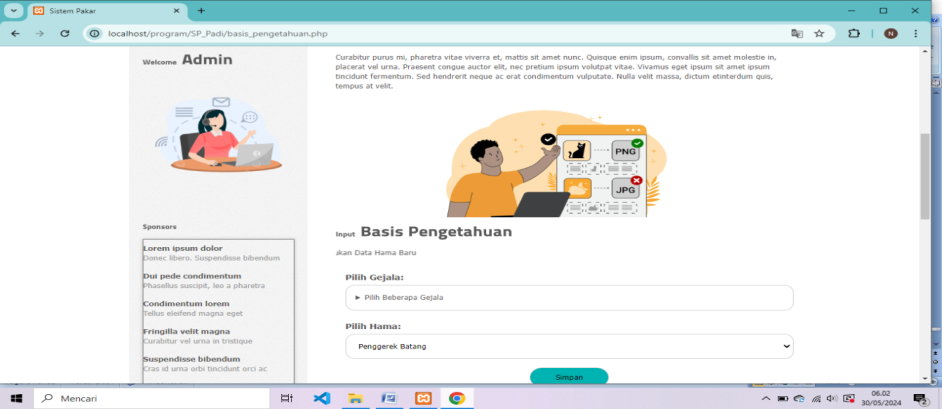 Sistem Pakar
localhost/program/SP_Padi/basis_pengetahuan.php
N
Welcome Admin
Curabitur purus mi, pharetra vitae viverra et, mattis sit amet nunc. Quisque enim ipsum, convallis sit amet molestie in,
placerat vel urna. Praesent congue auctor elit, nec pretium ipsum volutpat vitae. Vivamus eget ipsum sit amet ipsum
tincidunt fermentum. Sed hendrerit neque ac erat condimentum vulputate. Nulla velit massa, dictum etinterdum quis,
tempus at velit.
PNG
JPG
Sponsors
Lorem ipsum dolor
Donec libero. Suspendisse bibendum
Dui pede condimentum
Phasellus suscipit, leo a pharetra
Condimentum lorem
Tellus eleifend magna eget
Fringilla velit magna
Curabitur vel urna in tristique
Suspendisse bibendum
Cras id urna orbi tincidunt orci ac
Input Basis Pengetahuan
kan Data Hama Baru
Pilih Gejala:
► Pilih Beberapa Gejala
Pilih Hama:
Penggerek Batang
Simpan
Mencari
06.02
30/05/2024
2